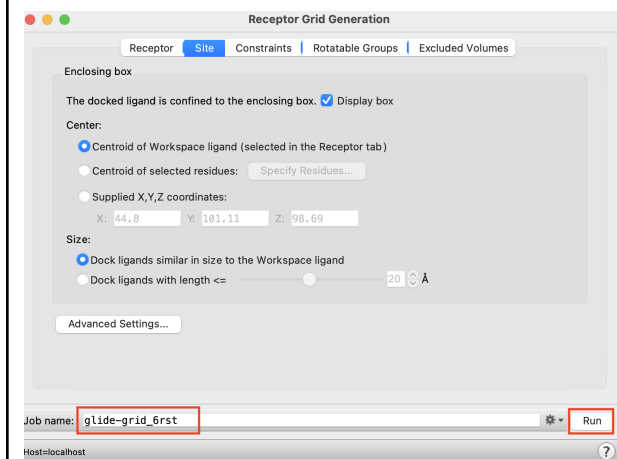 Receptor Grid Generation
Receptor Site Constraints Rotatable Groups Excluded Volumes
Enclosing box
The docked ligand is confined to the enclosing box. Display box
Center:
Centroid of Workspace ligand (selected in the Receptor tab)
Centroid of selected residues: Specify Residues...
Supplied X,Y,Z coordinates:
X: 44.8 Y: 101.11 Z: 98.69
Size:
Dock ligands similar in size to the Workspace ligand
Dock ligands with length <= 20 Å
Advanced Settings...
Job name: glide-grid_6rst Run
Host=localhost ?